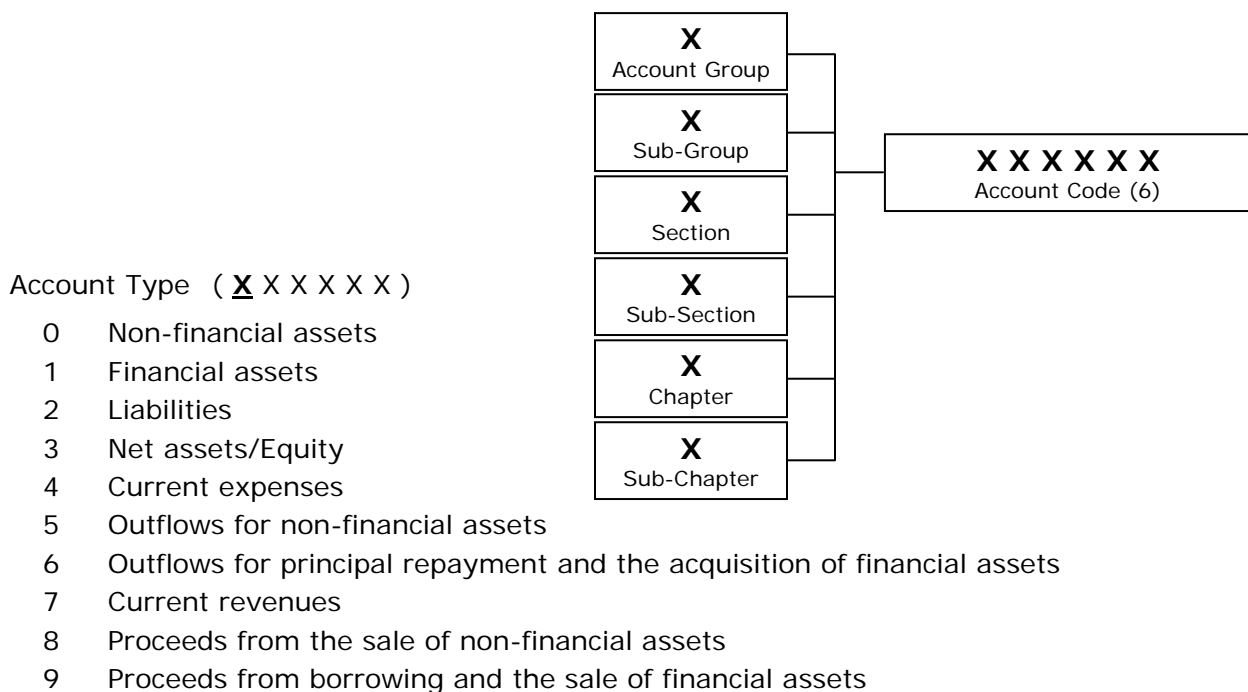 X
Account Group
X
Sub-Group
X
Section
X
Sub-Section
X
Chapter
X
Sub-Chapter
X X X X X X
Account Code (6)
Account Type ( X X X X X X )
0 Non-financial assets
1 Financial assets
2 Liabilities
3 Net assets/Equity
4 Current expenses
5 Outflows for non-financial assets
6 Outflows for principal repayment and the acquisition of financial assets
7 Current revenues
8 Proceeds from the sale of non-financial assets
9 Proceeds from borrowing and the sale of financial assets